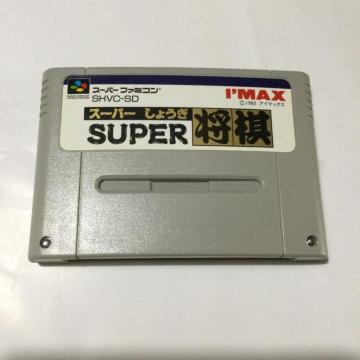 スーパーファミコン
SHVC-SD
I'MAX
©1992 アイマックス
スーパーしょうぎ
SUPER 将棋